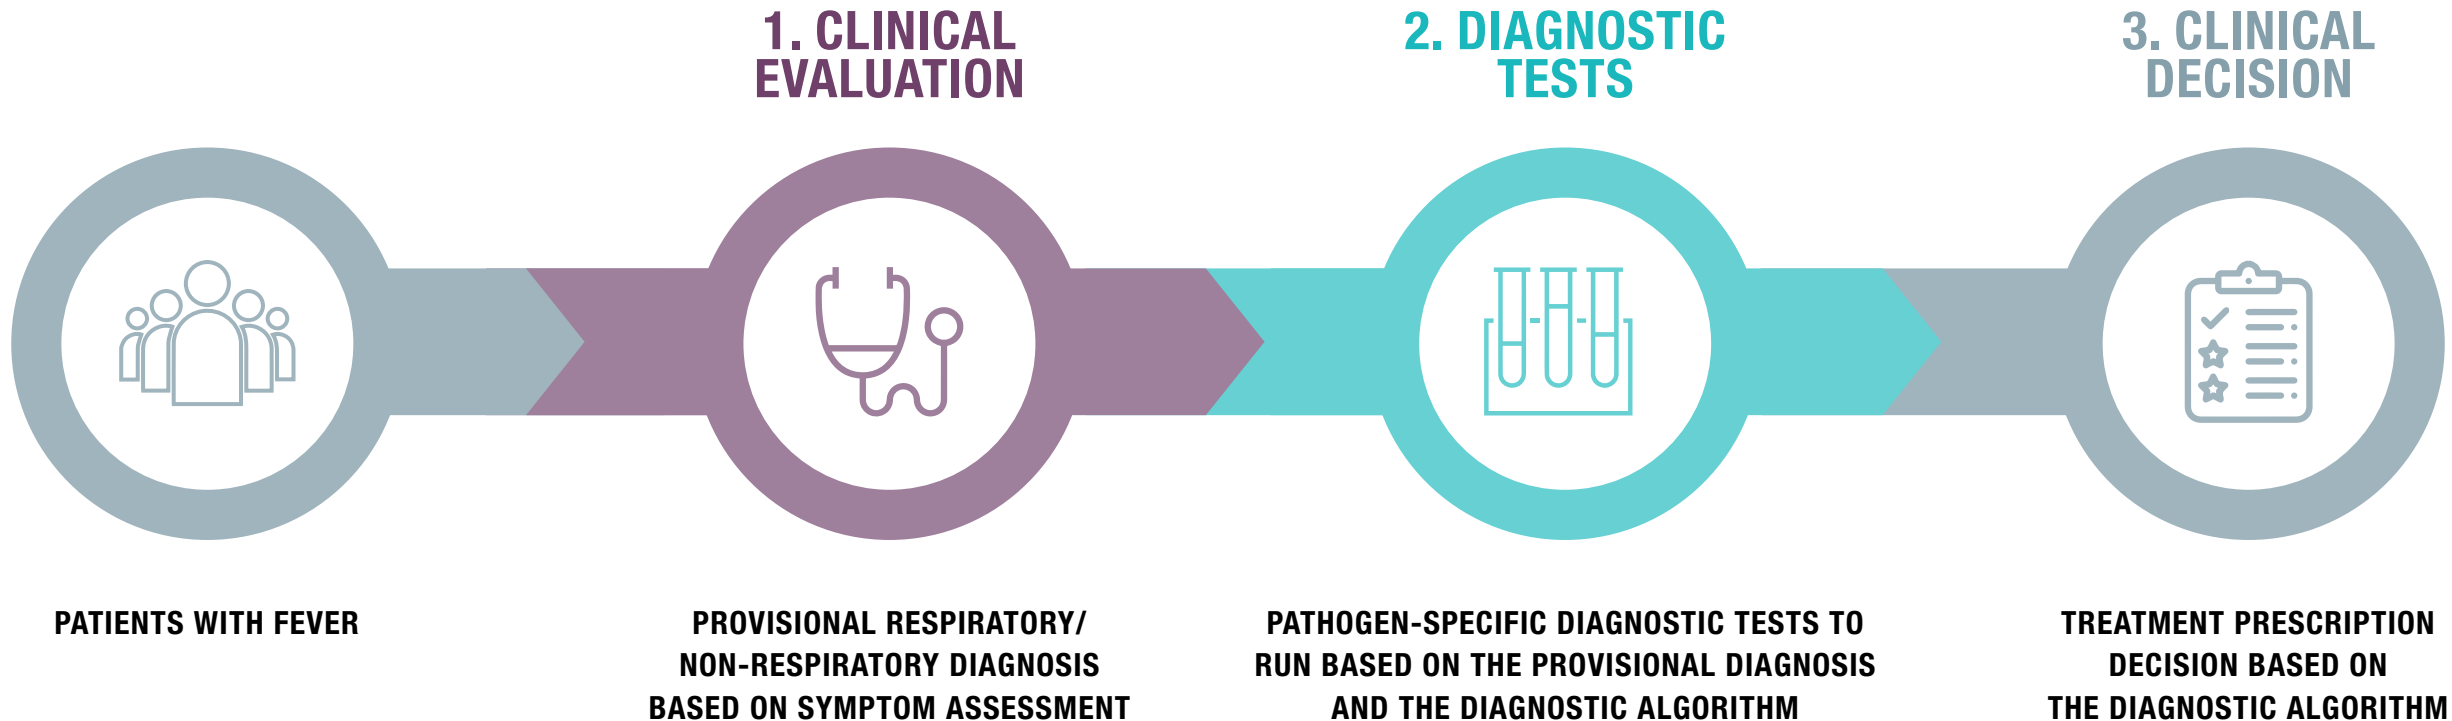 1. CLINICAL
EVALUATION
2. DIAGNOSTIC
TESTS
3. CLINICAL
DECISION
PATIENTS WITH FEVER
PROVISIONAL RESPIRATORY/
NON-RESPIRATORY DIAGNOSIS
BASED ON SYMPTOM ASSESSMENT
PATHOGEN-SPECIFIC DIAGNOSTIC TESTS TO
RUN BASED ON THE PROVISIONAL DIAGNOSIS
AND THE DIAGNOSTIC ALGORITHM
TREATMENT PRESCRIPTION
DECISION BASED ON
THE DIAGNOSTIC ALGORITHM